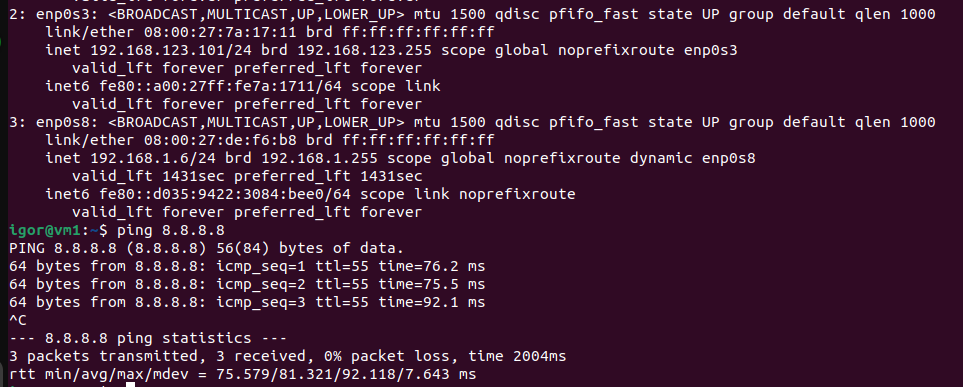 2: enp0s3: <BROADCAST,MULTICAST,UP,LOWER_UP> mtu 1500 qdisc pfifo_fast state UP group default qlen 1000
    link/ether 08:00:27:7a:17:11 brd ff:ff:ff:ff:ff:ff
    inet 192.168.123.101/24 brd 192.168.123.255 scope global noprefixroute enp0s3
       valid_lft forever preferred_lft forever
    inet6 fe80::a00:27ff:fe7a:1711/64 scope link
       valid_lft forever preferred_lft forever
3: enp0s8: <BROADCAST,MULTICAST,UP,LOWER_UP> mtu 1500 qdisc pfifo_fast state UP group default qlen 1000
    link/ether 08:00:27:de:f6:b8 brd ff:ff:ff:ff:ff:ff
    inet 192.168.1.6/24 brd 192.168.1.255 scope global noprefixroute dynamic enp0s8
       valid_lft 1431sec preferred_lft 1431sec
    inet6 fe80::d035:9422:3084:bee0/64 scope link noprefixroute
       valid_lft forever preferred_lft forever
igor@vm1:~$ ping 8.8.8.8
PING 8.8.8.8 (8.8.8.8) 56(84) bytes of data.
64 bytes from 8.8.8.8: icmp_seq=1 ttl=55 time=76.2 ms
64 bytes from 8.8.8.8: icmp_seq=2 ttl=55 time=75.5 ms
64 bytes from 8.8.8.8: icmp_seq=3 ttl=55 time=92.1 ms
^C
--- 8.8.8.8 ping statistics ---
3 packets transmitted, 3 received, 0% packet loss, time 2004ms
rtt min/avg/max/mdev = 75.579/81.321/92.118/7.643 ms